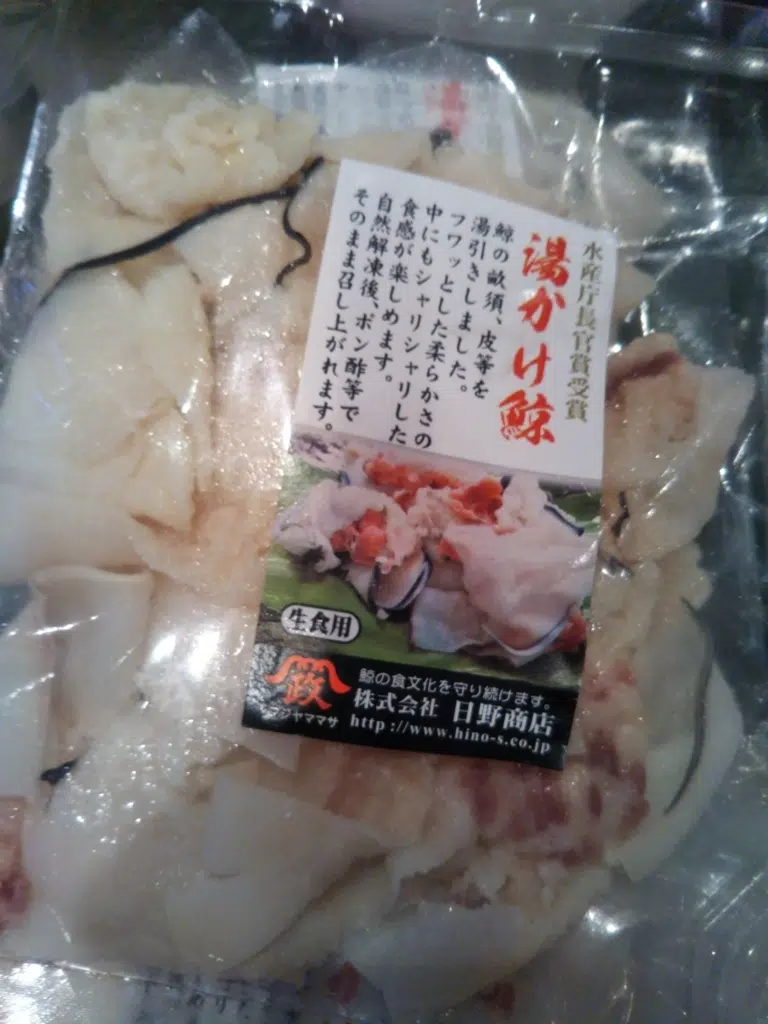 水産庁長官賞受賞
湯かけ鯨
鯨の畝須、皮等を
湯引きしました。
フワッとした柔らかさの
中にもシャリシャリした
食感が楽しめます。
自然解凍後、ポン酢等で
そのまま召し上がれます。
生食用
政
フジヤママサ
鯨の食文化を守り続けます。
株式会社 日野商店
http://www.hino-s.co.jp